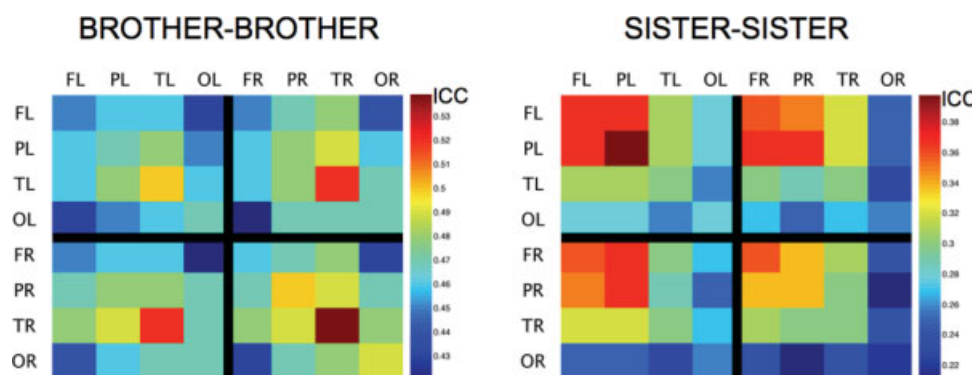 BROTHER-BROTHER
FL PL TL OL FR PR TR OR
ICC
FL
PL
TL
OL
FR
PR
TR
OR
0.53
0.52
0.51
0.5
0.49
0.48
0.47
0.46
0.45
0.44
0.43
SISTER-SISTER
FL PL TL OL FR PR TR OR
ICC
FL
PL
TL
OL
FR
PR
TR
OR
0.38
0.36
0.34
0.32
0.3
0.28
0.26
0.24
0.22